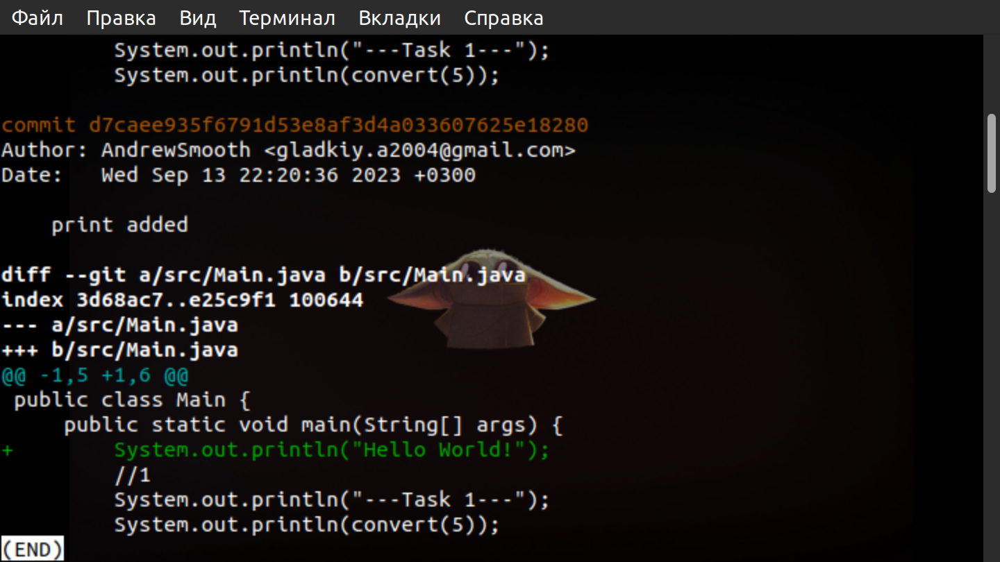 Файл Правка Вид Терминал Вкладки Справка
System.out.println("---Task 1---");
System.out.println(convert(5));
commit d7caee935f6791d53e8af3d4a033607625e18280
Author: AndrewSmooth <gladkiy.a2004@gmail.com>
Date:   Wed Sep 13 22:20:36 2023 +0300
print added
diff --git a/src/Main.java b/src/Main.java
index 3d68ac7..e25c9f1 100644
--- a/src/Main.java
+++ b/src/Main.java
@@ -1,5 +1,6 @@
 public class Main {
     public static void main(String[] args) {
+        System.out.println("Hello World!");
         //1
         System.out.println("---Task 1---");
         System.out.println(convert(5));
(END)